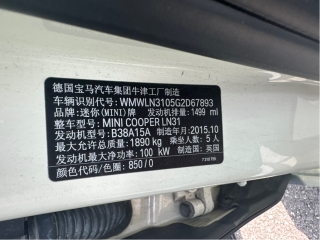 德国宝马汽车集团牛津工厂制造
车辆识别代号: WMWLN3105G2D67893
品牌: 迷你(MINI) 发动机排量: 1499 ml
型号: MINI COOPER LN31
发动机型号: B38A15A 制造年月: 2015.10
最大允许总质量: 1890 kg 乘坐人数: 5 人
发动机最大净功率: 100 kW 制造国: 英国
颜色代码/色圈: 850 / 0